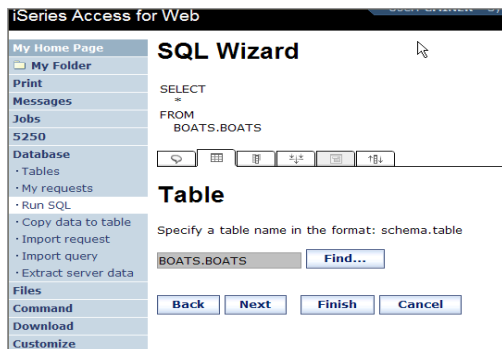 iSeries Access for Web
My Home Page
My Folder
Print
Messages
Jobs
5250
Database
· Tables
· My requests
· Run SQL
· Copy data to table
· Import request
· Import query
· Extract server data
Files
Command
Download
Customize
SQL Wizard
SELECT
*
FROM
BOATS.BOATS
Table
Specify a table name in the format: schema.table
BOATS.BOATS Find...
Back Next Finish Cancel